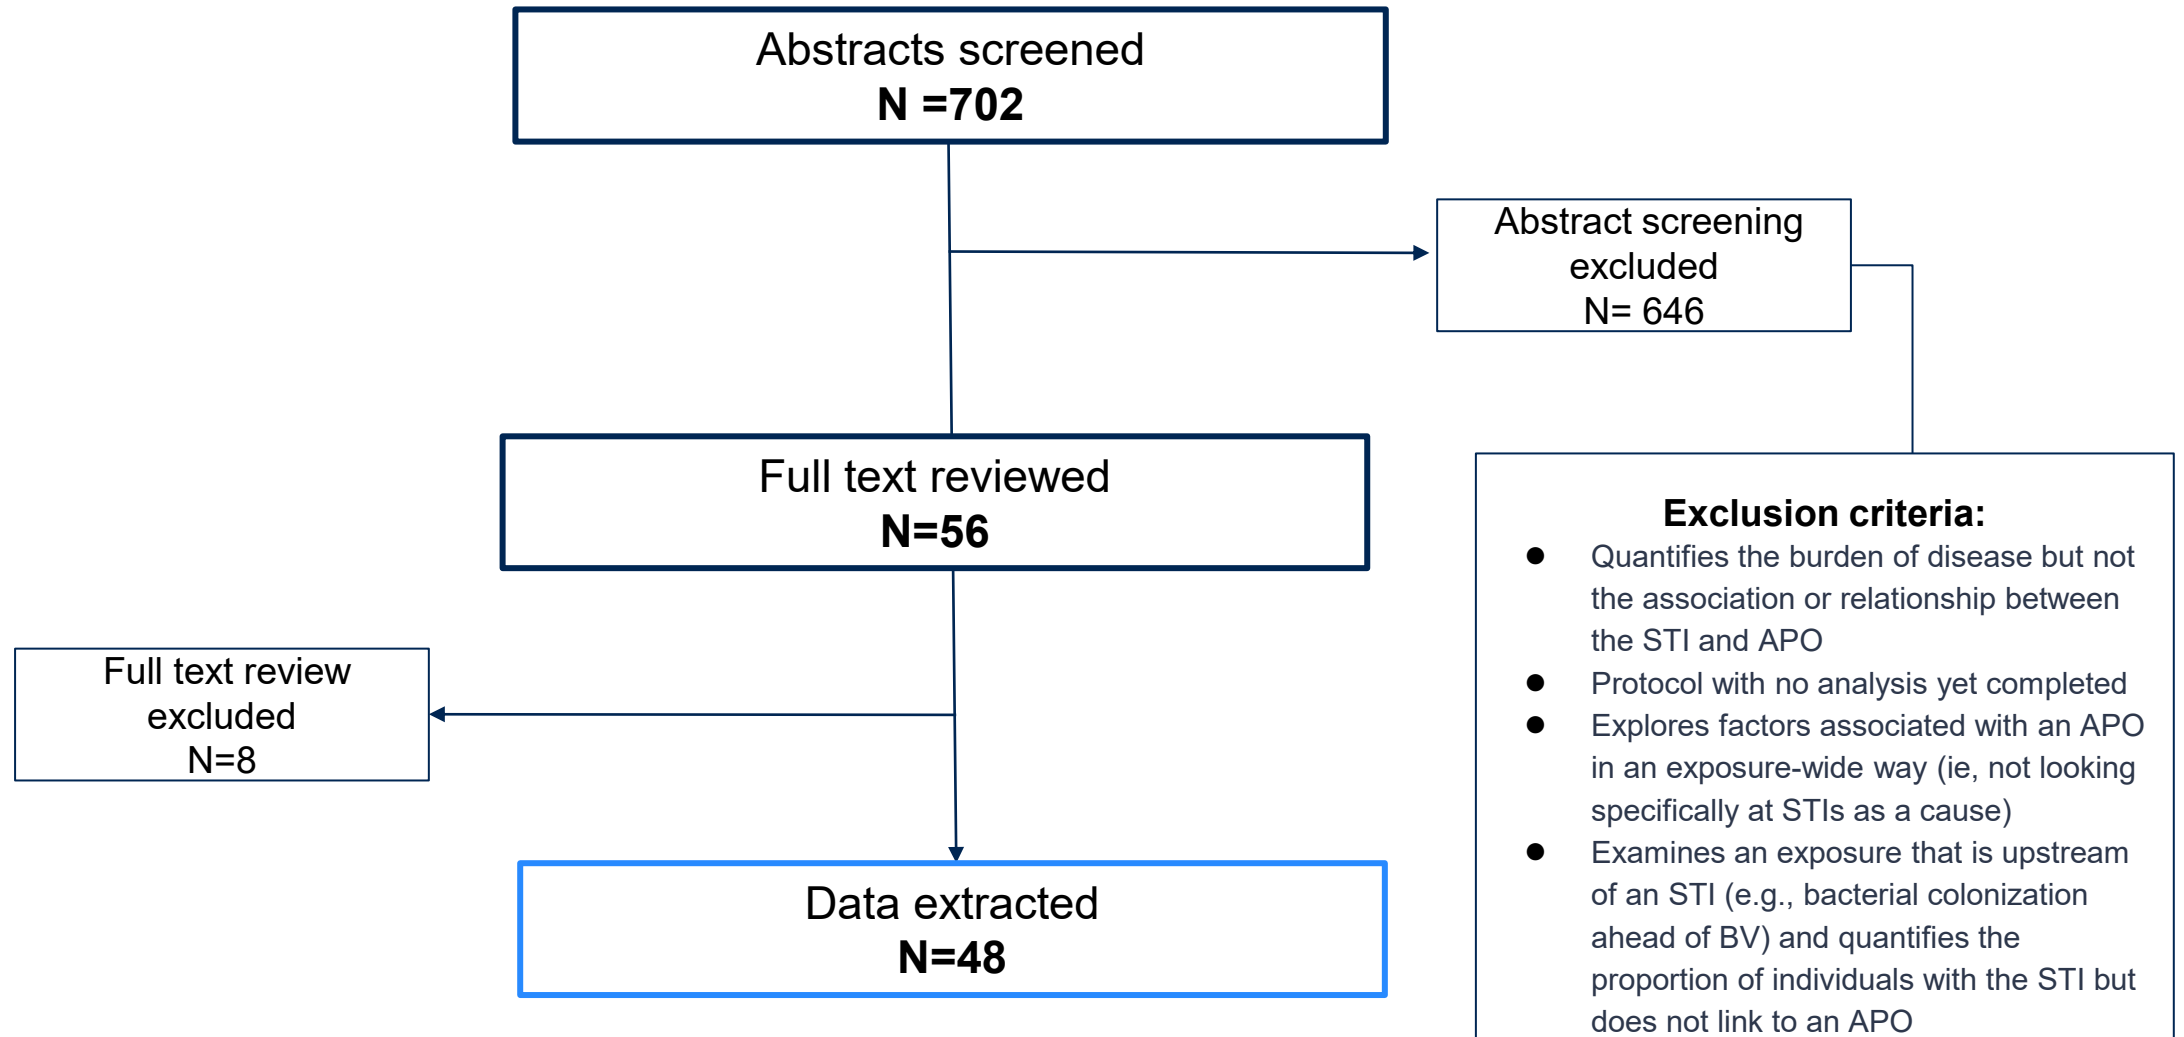 Abstracts screened
N =702
Abstract screening
excluded
N= 646
Full text reviewed
N=56
Full text review
excluded
N=8
Data extracted
N=48
Exclusion criteria:
● Quantifies the burden of disease but not
the association or relationship between
the STI and APO
● Protocol with no analysis yet completed
● Explores factors associated with an APO
in an exposure-wide way (ie, not looking
specifically at STIs as a cause)
● Examines an exposure that is upstream
of an STI (e.g., bacterial colonization
ahead of BV) and quantifies the
proportion of individuals with the STI but
does not link to an APO